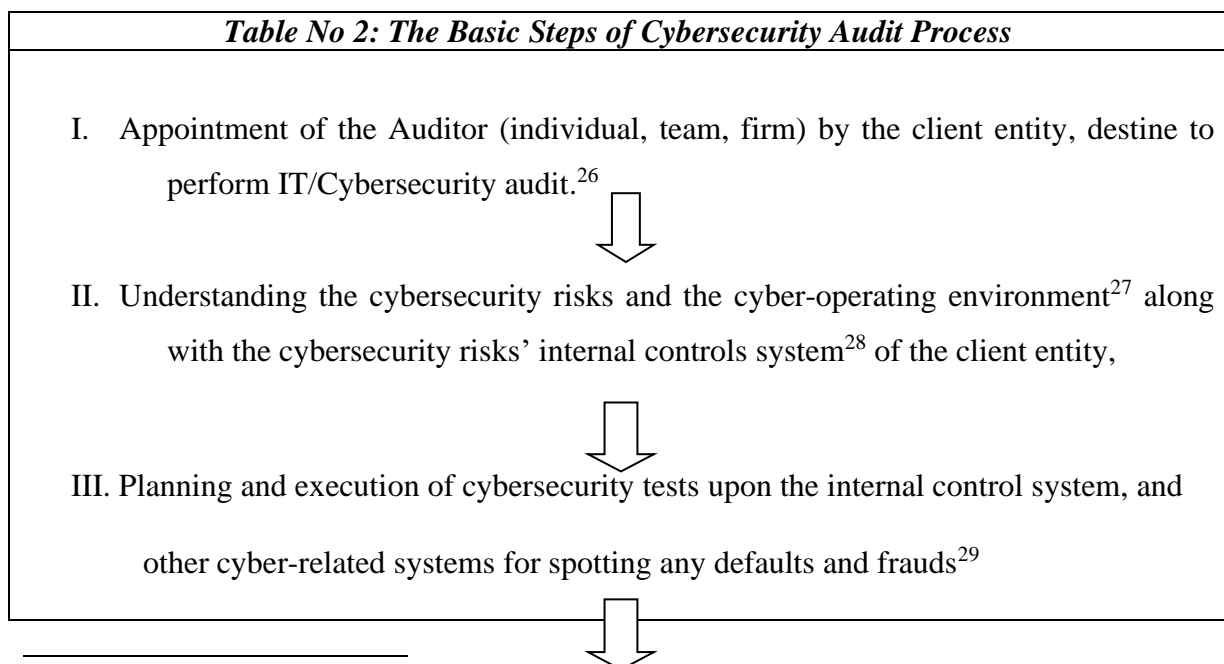 Table No 2: The Basic Steps of Cybersecurity Audit Process
I. Appointment of the Auditor (individual, team, firm) by the client entity, destine to
perform IT/Cybersecurity audit.26
II. Understanding the cybersecurity risks and the cyber-operating environment27 along
with the cybersecurity risks’ internal controls system28 of the client entity,
III. Planning and execution of cybersecurity tests upon the internal control system, and
other cyber-related systems for spotting any defaults and frauds29